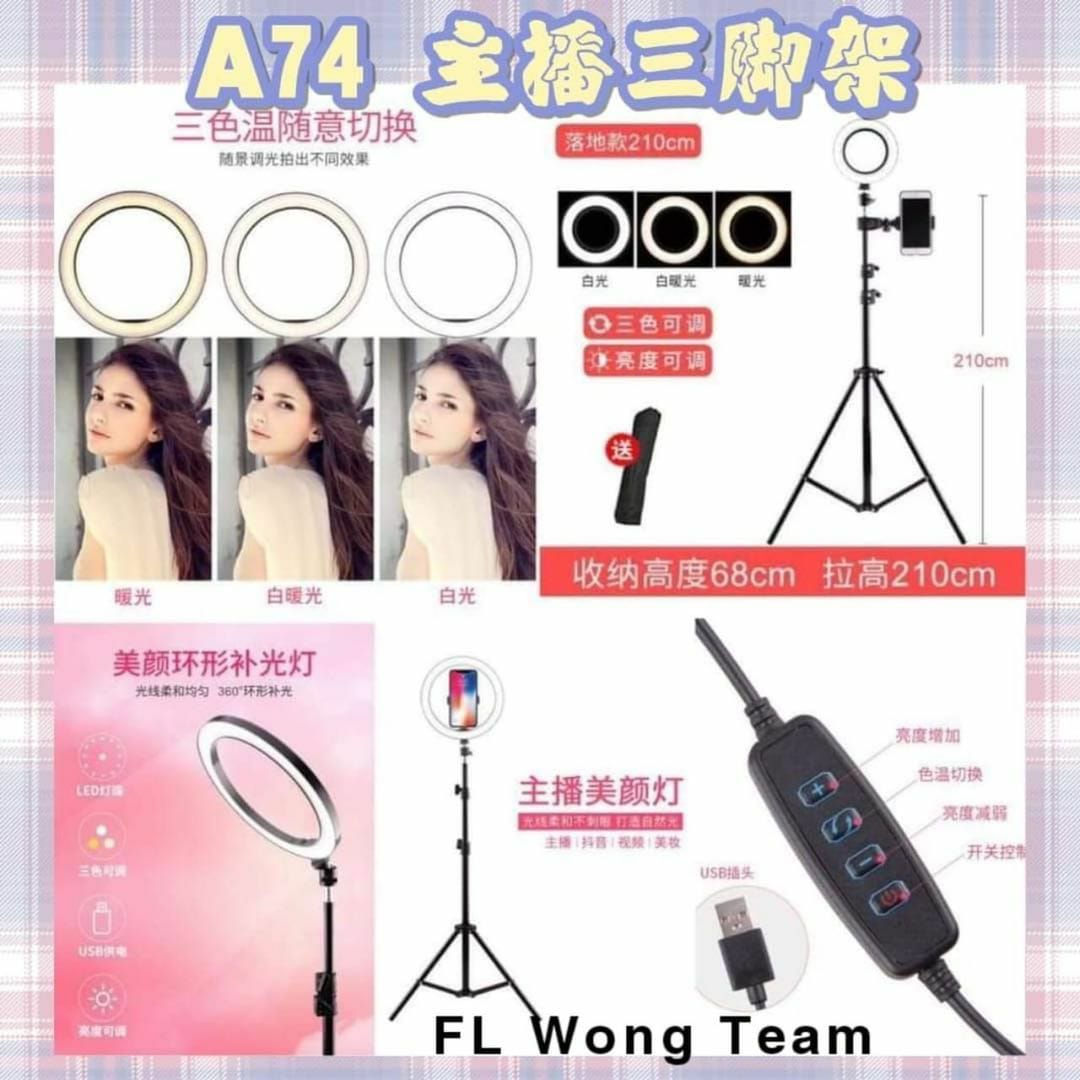 A74 主播三脚架
三色温随意切换
随景调光拍出不同效果
暖光
白暖光
白光
落地款210cm
白光
白暖光
暖光
三色可调
亮度可调
送
210cm
收纳高度68cm 拉高210cm
美颜环形补光灯
光线柔和均匀 360°环形补光
LED灯珠
三色可调
USB供电
亮度可调
主播美颜灯
光线柔和不刺眼 打造自然光
主播|抖音|视频|美妆
USB插头
亮度增加
色温切换
亮度减弱
开关控制
FL Wong Team